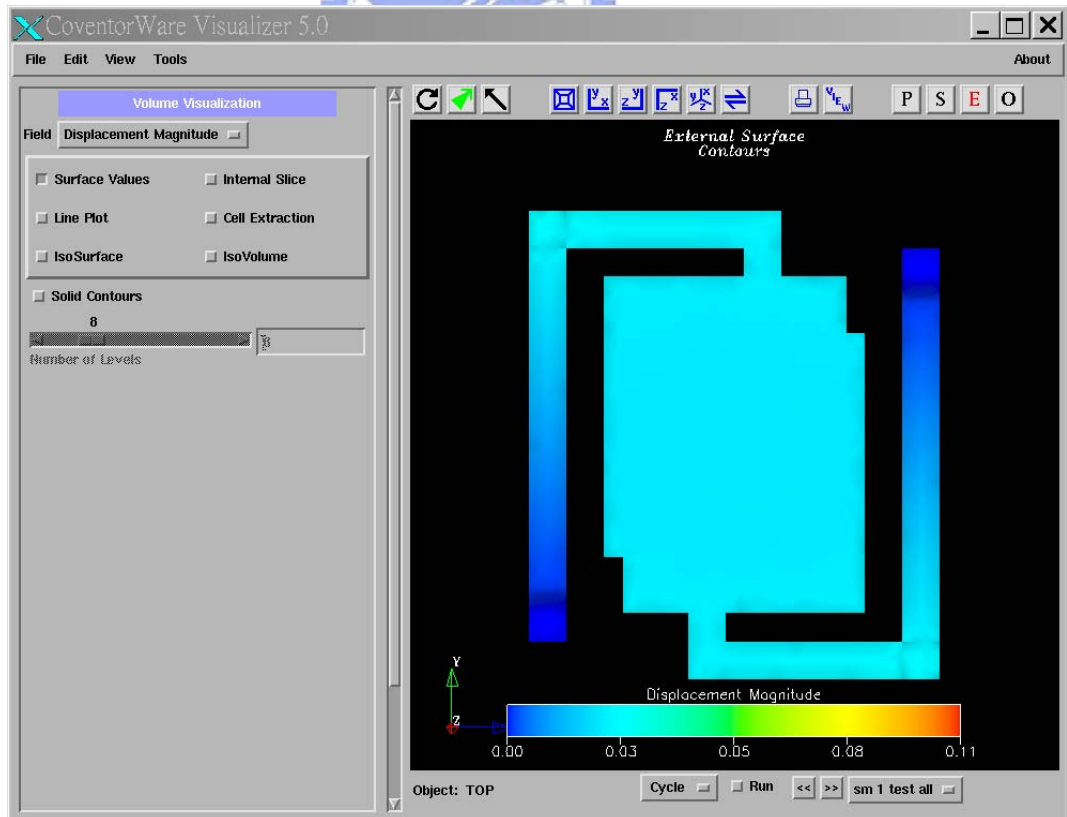 CoventorWare Visualizer 5.0
File Edit View Tools About
Volume Visualization
Field Displacement Magnitude
Surface Values Internal Slice
Line Plot Cell Extraction
IsoSurface IsoVolume
Solid Contours
8
8
Number of Levels
External Surface
Contours
P S E O
Y
Z
Displacement Magnitude
0.00 0.03 0.05 0.08 0.11
Object: TOP
Cycle Run << >> sm 1 test all